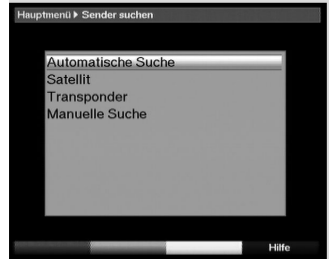 Hauptmenü ▶ Sender suchen
Automatische Suche
Satellit
Transponder
Manuelle Suche
Hilfe